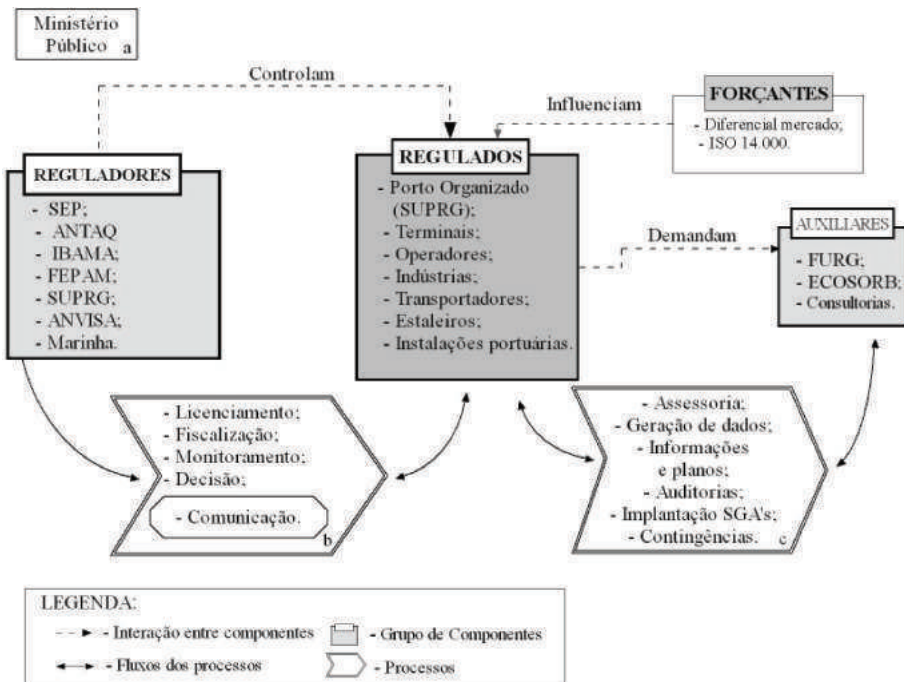 Ministério
Público a
Controlam
Influenciam
FORÇANTES
- Diferencial mercado;
- ISO 14.000.
REGULADORES
- SEP;
- ANTAQ
- IBAMA;
- FEPAM;
- SUPRG;
- ANVISA;
- Marinha.
REGULADOS
- Porto Organizado
(SUPRG);
- Terminais;
- Operadores;
- Indústrias;
- Transportadores;
- Estaleiros;
- Instalações portuárias.
Demandam
AUXILIARES
- FURG;
- ECOSORB;
- Consultorias.
- Licenciamento;
- Fiscalização;
- Monitoramento;
- Decisão;
- Comunicação.
b
- Assessoria;
- Geração de dados;
- Informações
e planos;
- Auditorias;
- Implantação SGA's;
- Contingências. c
LEGENDA:
- Interação entre componentes
- Grupo de Componentes
- Fluxos dos processos
- Processos